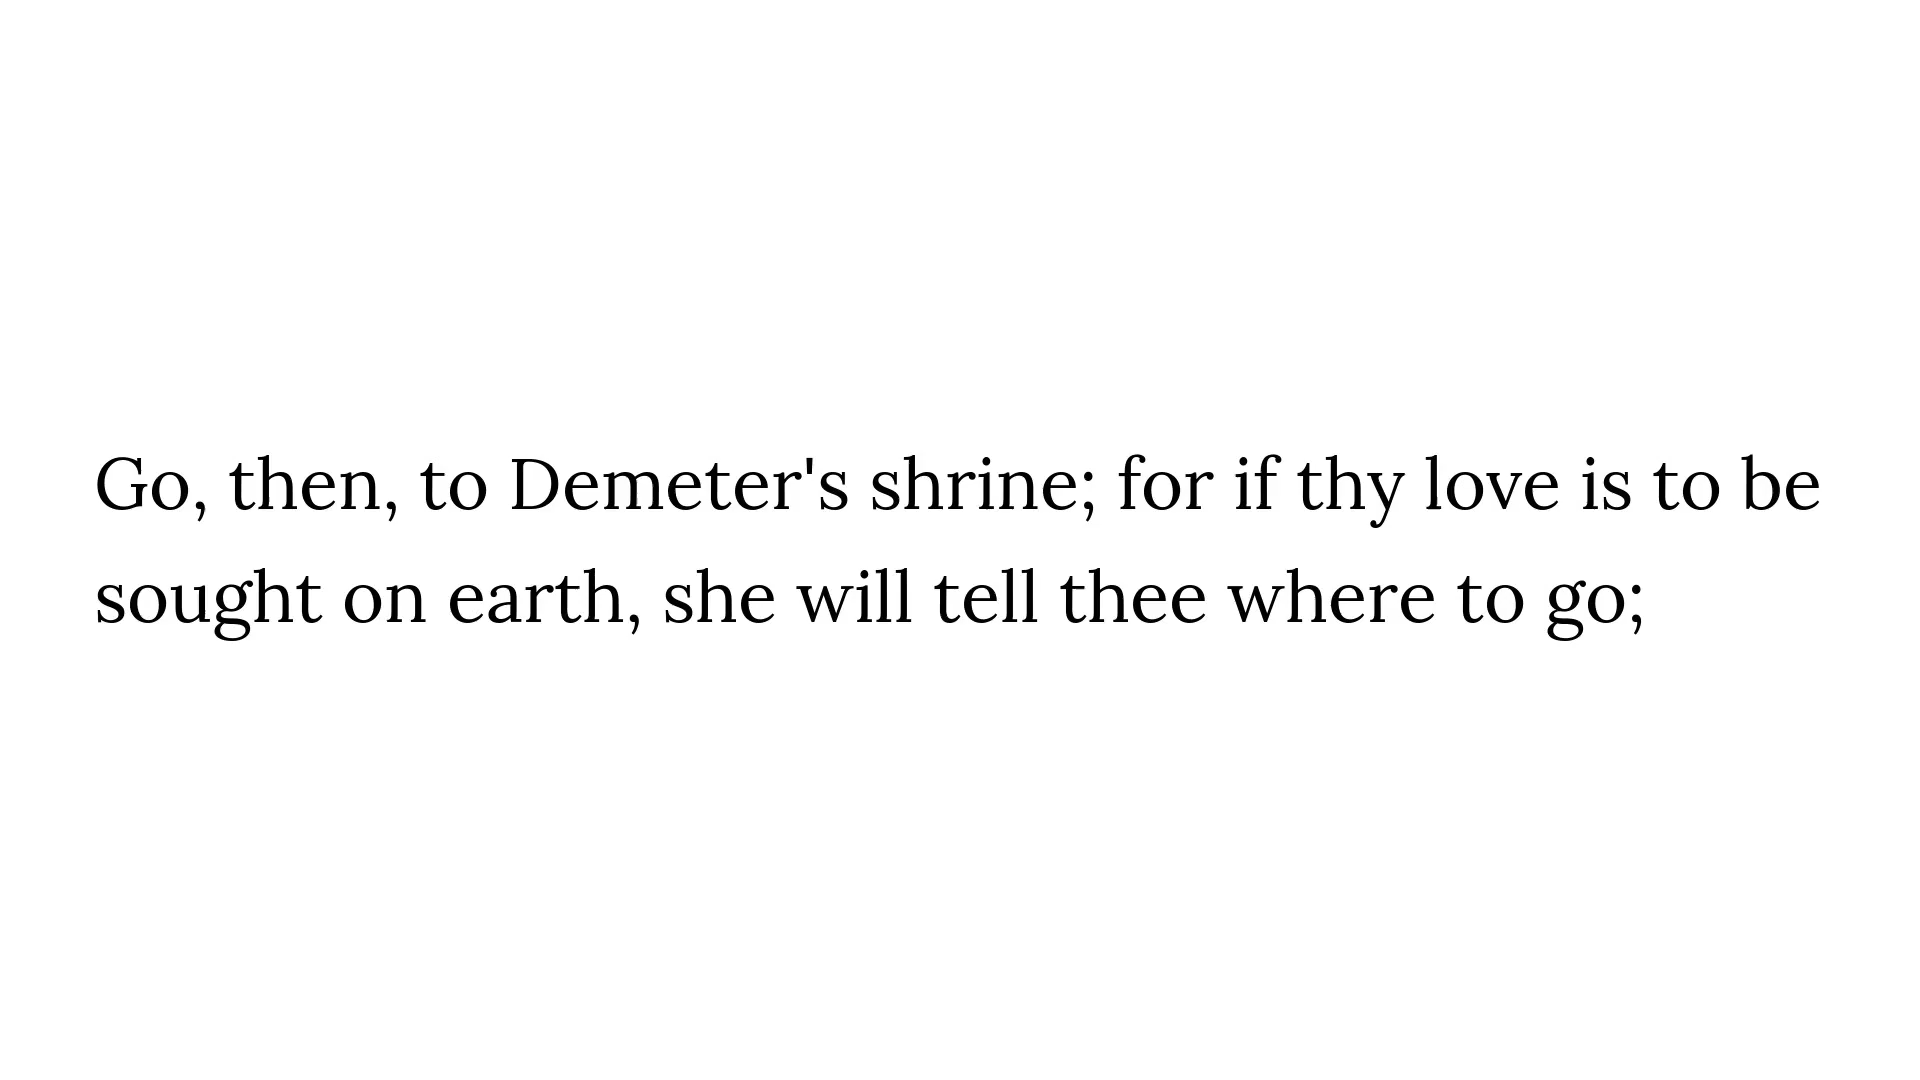 Go, then, to Demeter's shrine; for if thy love is to be
sought on earth, she will tell thee where to go;